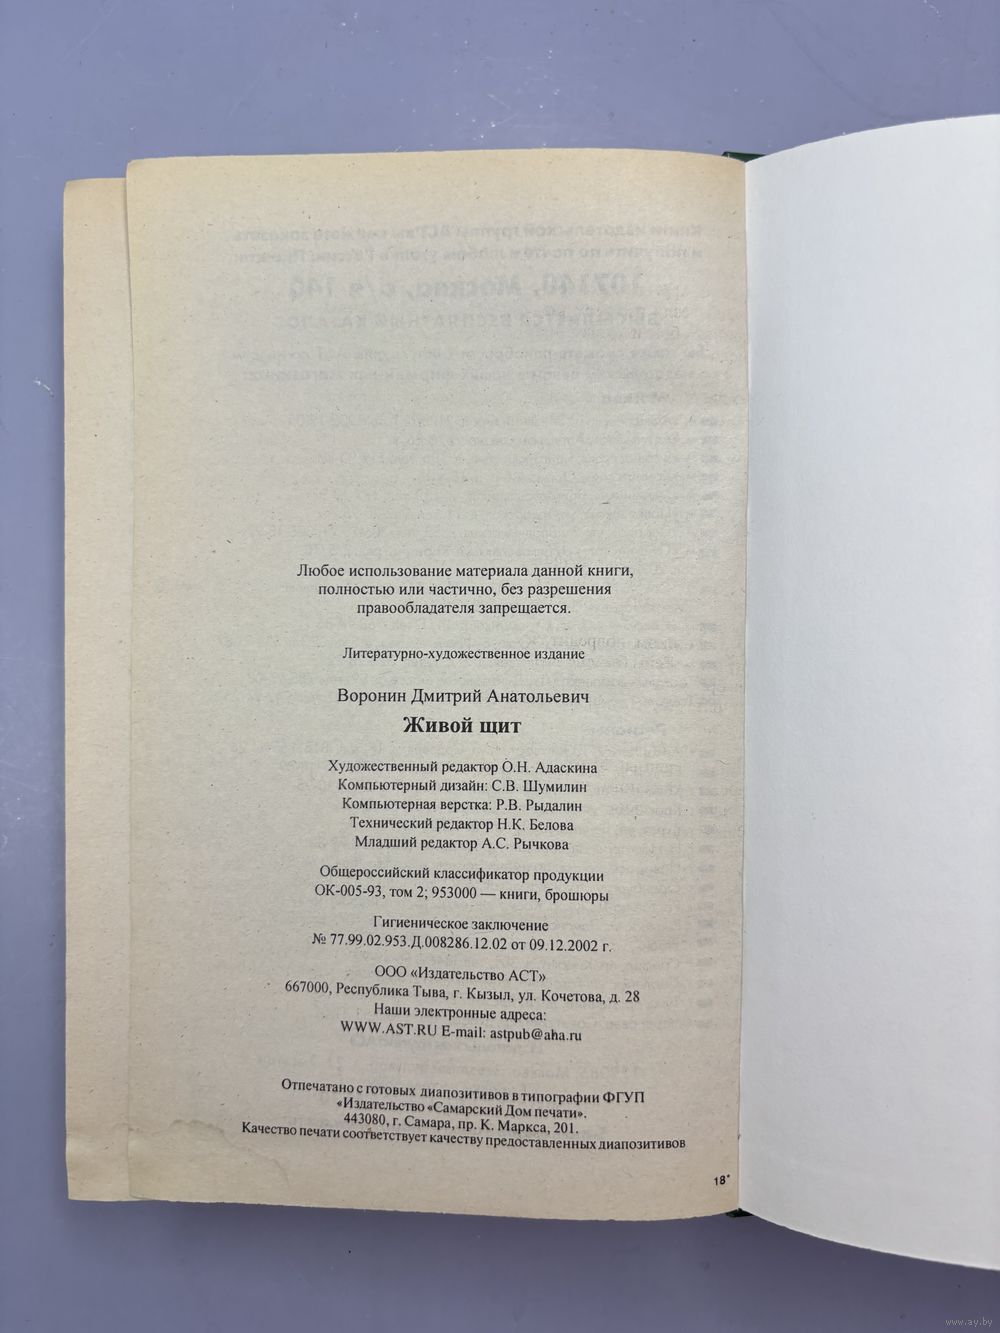 Любое использование материала данной книги,
полностью или частично, без разрешения
правообладателя запрещается.
Литературно-художественное издание
Воронин Дмитрий Анатольевич
Живой щит
Художественный редактор О.Н. Адаскина
Компьютерный дизайн: С.В. Шумилин
Компьютерная верстка: Р.В. Рыдалин
Технический редактор Н.К. Белова
Младший редактор А.С. Рычкова
Общероссийский классификатор продукции
ОК-005-93, том 2; 953000 — книги, брошюры
Гигиеническое заключение
№ 77.99.02.953.Д.008286.12.02 от 09.12.2002 г.
ООО «Издательство АСТ»
667000, Республика Тыва, г. Кызыл, ул. Кочетова, д. 28
Наши электронные адреса:
WWW.AST.RU E-mail: astpub@aha.ru
Отпечатано с готовых диапозитивов в типографии ФГУП
«Издательство «Самарский Дом печати».
443080, г. Самара, пр. К. Маркса, 201.
Качество печати соответствует качеству предоставленных диапозитивов
18*
www.ay.by